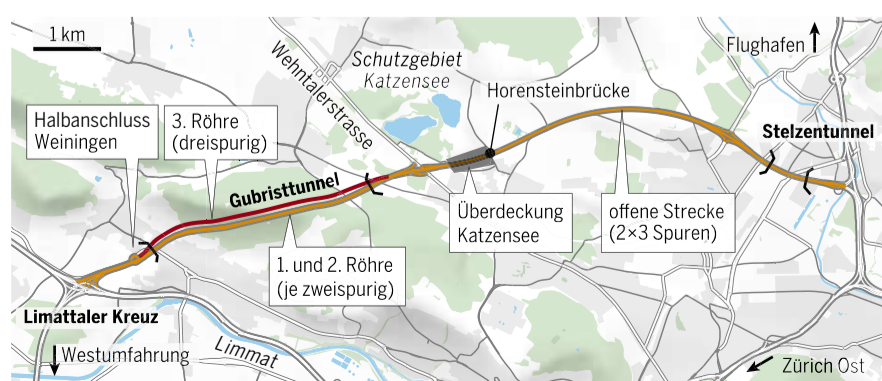 1 km
Flughafen
Wehntalerstrasse
Schutzgebiet
Katzensee
Horensteinbrücke
Halbanschluss
Weiningen
3. Röhre
(dreispurig)
Stelzentunnel
Gubristtunnel
Überdeckung
Katzensee
offene Strecke
(2×3 Spuren)
1. und 2. Röhre
(je zweispurig)
Limattaler Kreuz
Westumfahrung
Limmat
Zürich Ost